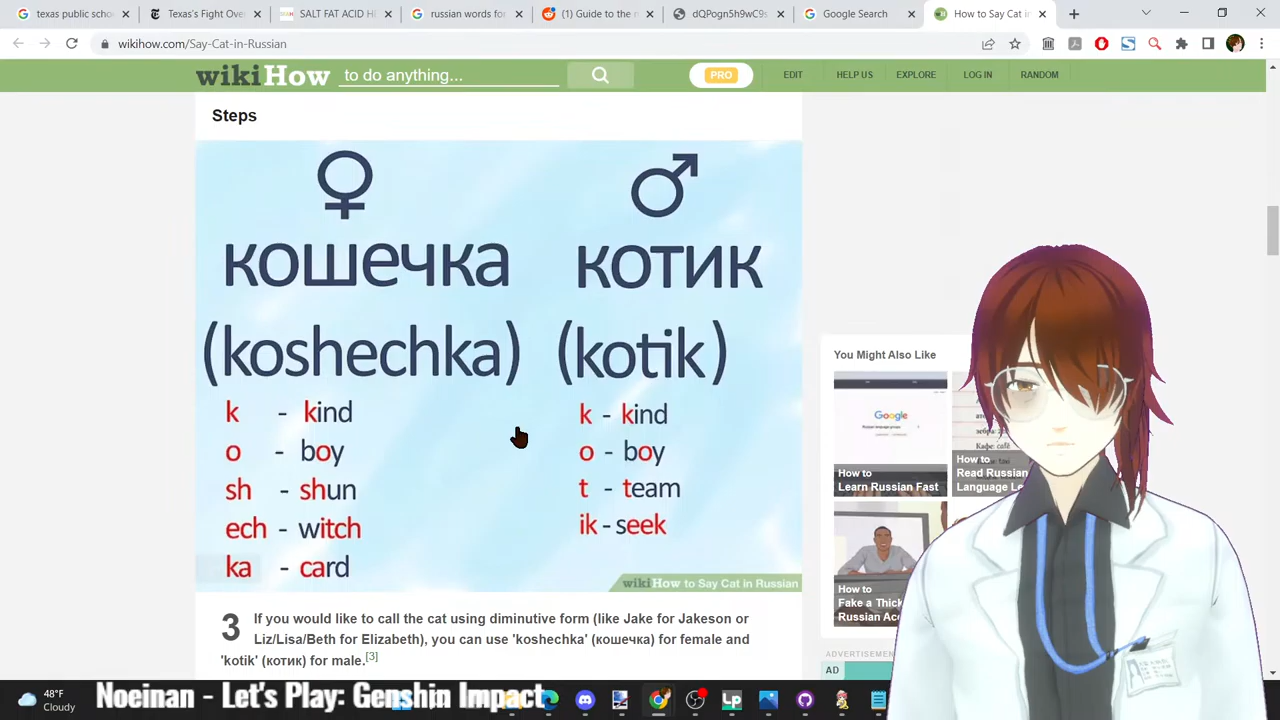 texas public schoo
Texas's Fight Ove
SALT FAT ACID HE
russian words for
(1) Guide to the n
dQPogn5h9wC9s
Google Search
How to Say Cat in
wikihow.com/Say-Cat-in-Russian
wikiHow to do anything...
PRO
EDIT
HELP US
EXPLORE
LOG IN
RANDOM
Steps
кошечка
котик
(koshechka)
(kotik)
k - kind
o - boy
sh - shun
ech - witch
ka - card
k - kind
o - boy
t - team
ik - seek
wikiHow to Say Cat in Russian
3 If you would like to call the cat using diminutive form (like Jake for Jakeson or
Liz/Lisa/Beth for Elizabeth), you can use 'koshechka' (кошечка) for female and
'kotik' (котик) for male.[3]
You Might Also Like
Google
How to
Learn Russian Fast
How to
Read Russian
Language
Кафе: café
How to
Fake a Thick
Russian
AD
48°F
Cloudy
Noeinan - Let's Play: Genshin Impact